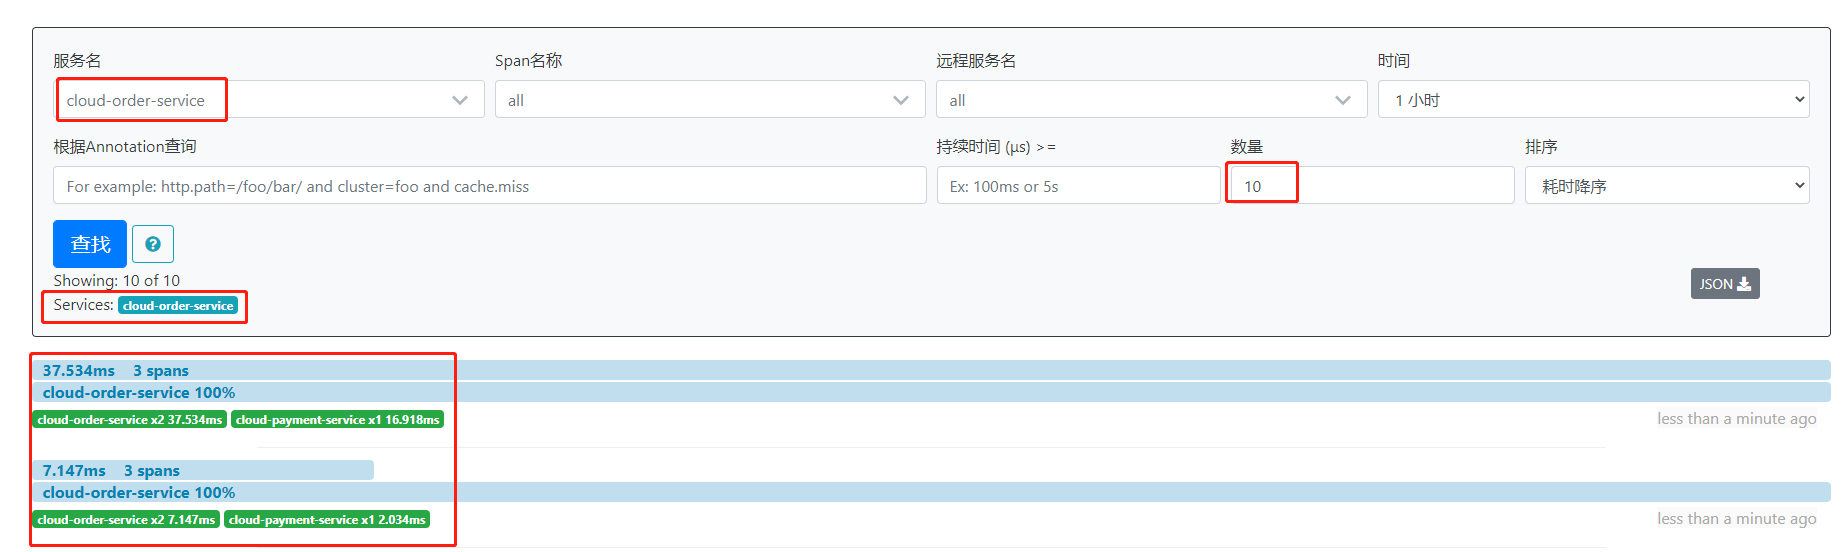 服务名 Span名称 远程服务名 时间
cloud-order-service all all 1 小时
根据Annotation查询 持续时间 (μs) >= 数量 排序
For example: http.path=/foo/bar/ and cluster=foo and cache.miss Ex: 100ms or 5s 10 耗时降序
查找
Showing: 10 of 10
JSON
Services: cloud-order-service
37.534ms 3 spans
cloud-order-service 100%
cloud-order-service x2 37.534ms cloud-payment-service x1 16.918ms less than a minute ago
7.147ms 3 spans
cloud-order-service 100%
cloud-order-service x2 7.147ms cloud-payment-service x1 2.034ms less than a minute ago